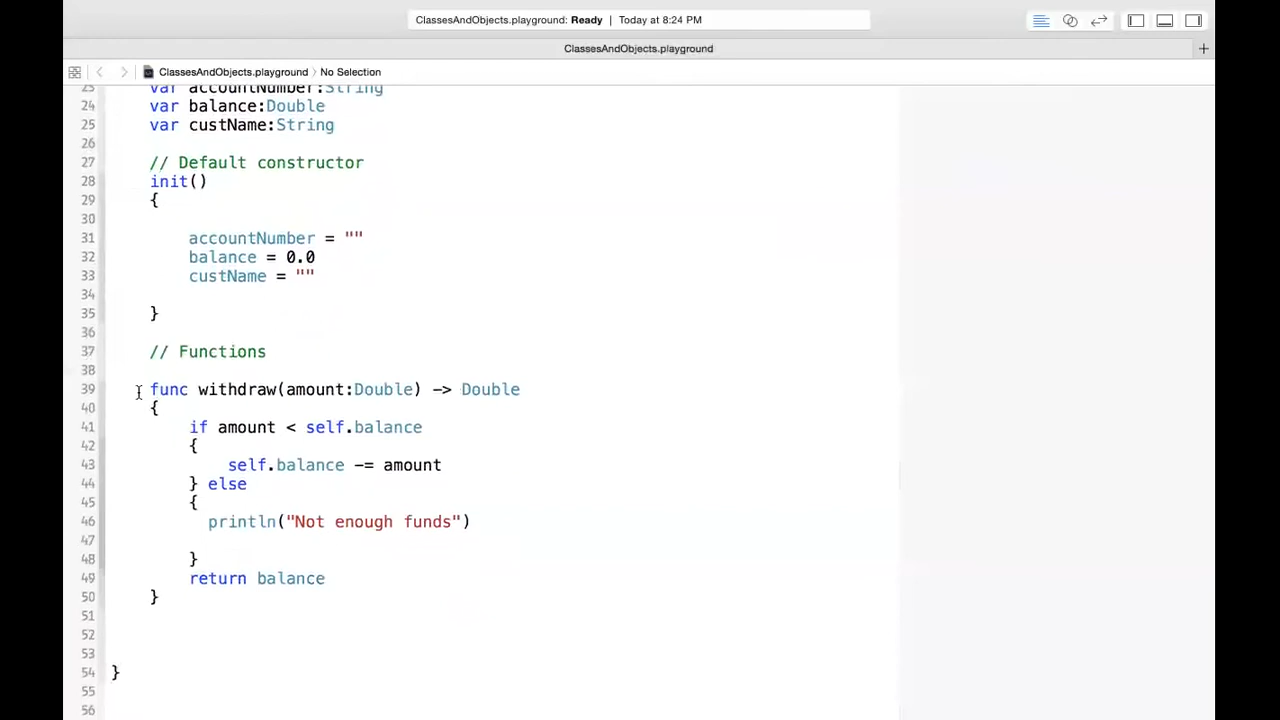 ClassesAndObjects.playground: Ready | Today at 8:24 PM
ClassesAndObjects.playground
+
ClassesAndObjects.playground › No Selection
23 var accountNumber:String
24 var balance:Double
25 var custName:String
26
27 // Default constructor
28 init()
29 {
30
31 accountNumber = ""
32 balance = 0.0
33 custName = ""
34
35 }
36
37 // Functions
38
39 func withdraw(amount:Double) -> Double
40 {
41 if amount < self.balance
42 {
43 self.balance -= amount
44 } else
45 {
46 println("Not enough funds")
47
48 }
49 return balance
50 }
51
52
53
54 }
55
56